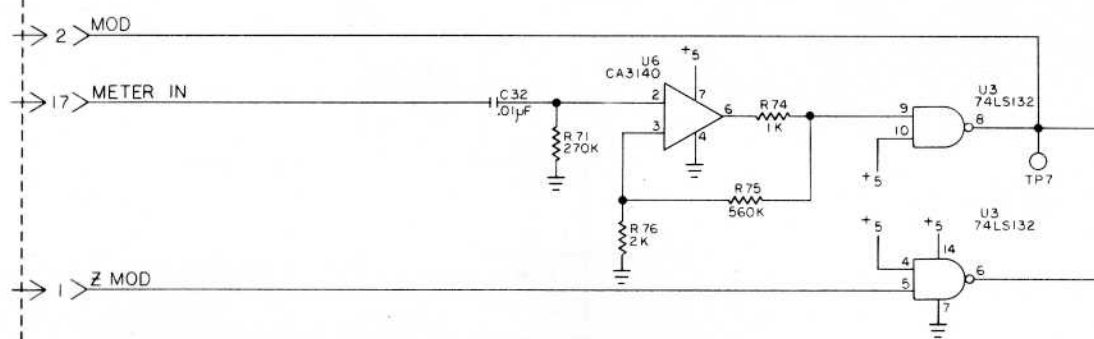 2 MOD
17 METER IN
C32
.01µF
R71
270K
+5
U6
CA3140
7
2
3
6
4
R74
1K
R75
560K
R76
2K
U3
74LS132
9
10
8
+5
TP7
U3
74LS132
+5
+5
14
4
5
6
7
1 Z MOD